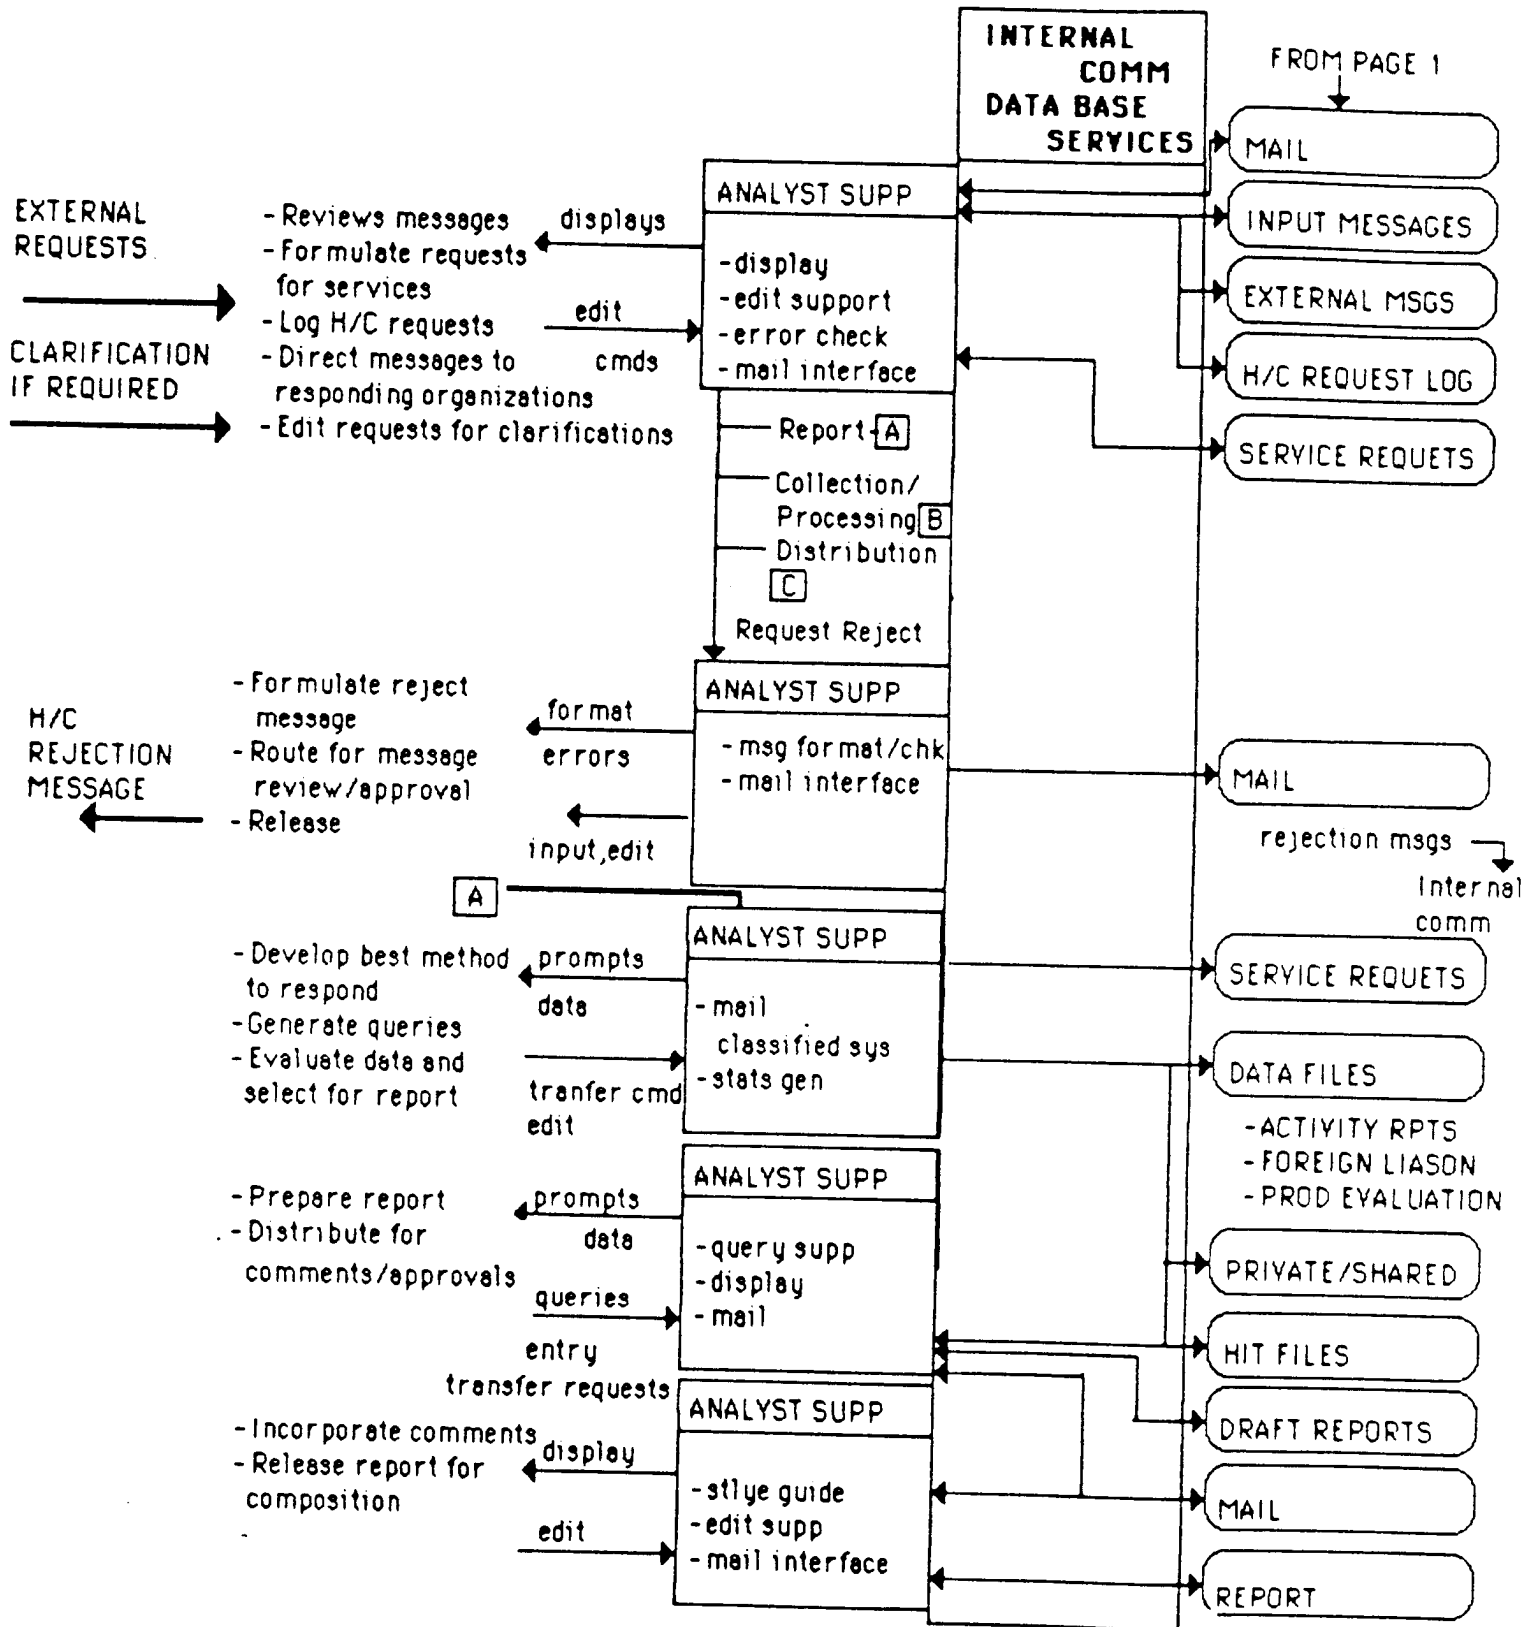 INTERNAL
COMM
DATA BASE
SERVICES
FROM PAGE 1
MAIL
ANALYST SUPP
INPUT MESSAGES
EXTERNAL
REQUESTS
- Reviews messages
- Formulate requests
for services
- Log H/C requests
- Direct messages to
responding organizations
- Edit requests for clarifications
displays
edit
cmds
- display
- edit support
- error check
- mail interface
EXTERNAL MSGS
CLARIFICATION
IF REQUIRED
H/C REQUEST LOG
SERVICE REQUETS
Report A
Collection/
Processing B
Distribution
C
Request Reject
ANALYST SUPP
H/C
REJECTION
MESSAGE
- Formulate reject
message
- Route for message
review/approval
- Release
format
errors
input,edit
- msg format/chk
- mail interface
MAIL
rejection msgs
Internal
comm
A
ANALYST SUPP
- Develop best method
to respond
- Generate queries
- Evaluate data and
select for report
prompts
data
tranfer cmd
edit
- mail
classified sys
- stats gen
SERVICE REQUETS
DATA FILES
- ACTIVITY RPTS
- FOREIGN LIASON
- PROD EVALUATION
ANALYST SUPP
- Prepare report
- Distribute for
comments/approvals
prompts
data
queries
entry
transfer requests
- query supp
- display
- mail
PRIVATE/SHARED
HIT FILES
ANALYST SUPP
- Incorporate comments
- Release report for
composition
display
edit
- stlye guide
- edit supp
- mail interface
DRAFT REPORTS
MAIL
REPORT